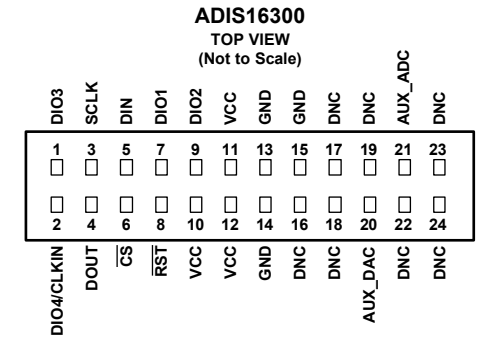 ADIS16300
TOP VIEW
(Not to Scale)
DIO3 SCLK DIN DIO1 DIO2 VCC GND GND DNC DNC AUX_ADC DNC
1 3 5 7 9 11 13 15 17 19 21 23
2 4 6 8 10 12 14 16 18 20 22 24
DIO4/CLKIN DOUT CS RST VCC VCC GND DNC DNC AUX_DAC DNC DNC